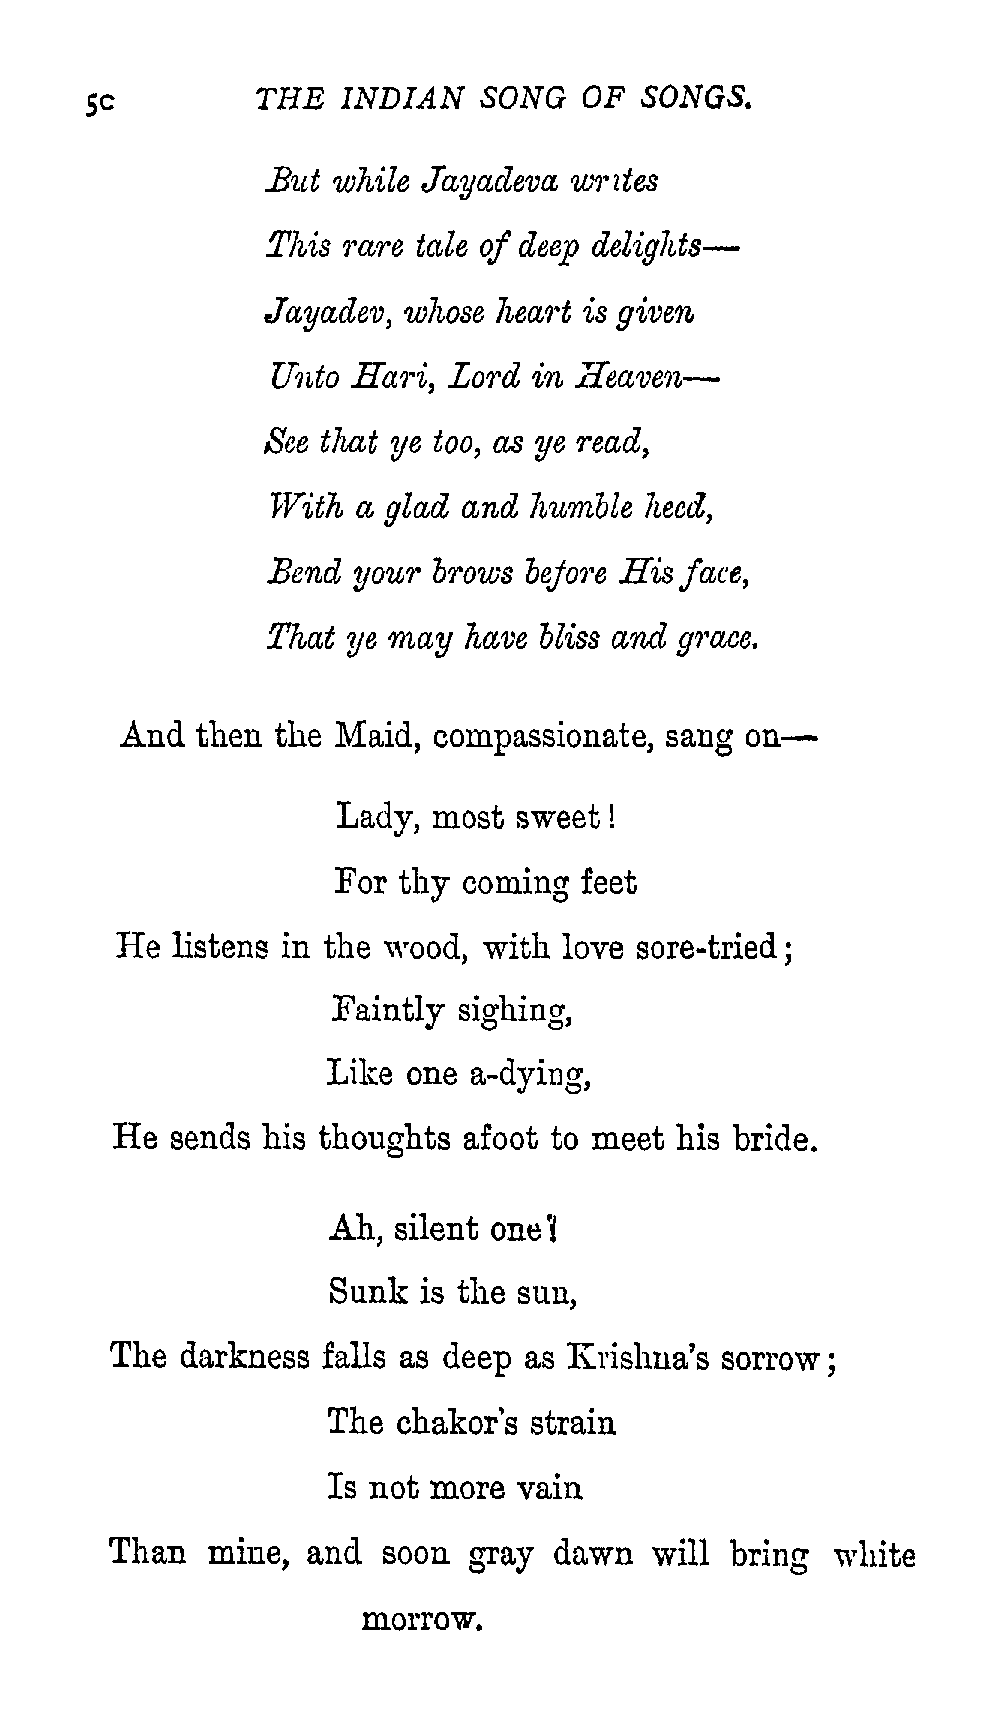 50 THE INDIAN SONG OF SONGS.
But while Jayadeva writes
This rare tale of deep delights—
Jayadev, whose heart is given
Unto Hari, Lord in Heaven—
See that ye too, as ye read,
With a glad and humble heed,
Bend your brows before His face,
That ye may have bliss and grace.
And then the Maid, compassionate, sang on—
Lady, most sweet!
For thy coming feet
He listens in the wood, with love sore-tried;
Faintly sighing,
Like one a-dying,
He sends his thoughts afoot to meet his bride.
Ah, silent one!
Sunk is the sun,
The darkness falls as deep as Krishna's sorrow;
The chakor's strain
Is not more vain
Than mine, and soon gray dawn will bring white
morrow.